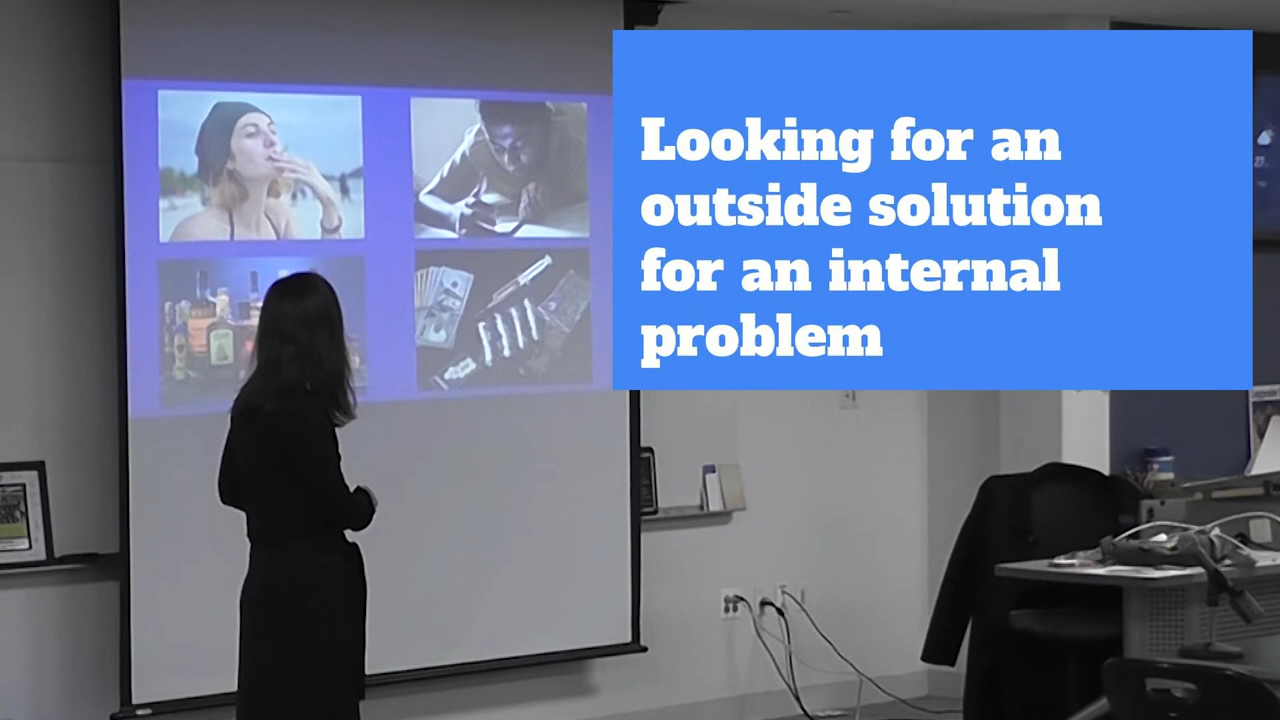 Looking for an
outside solution
for an internal
problem